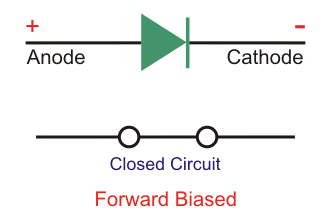 + -
Anode Cathode
Closed Circuit
Forward Biased